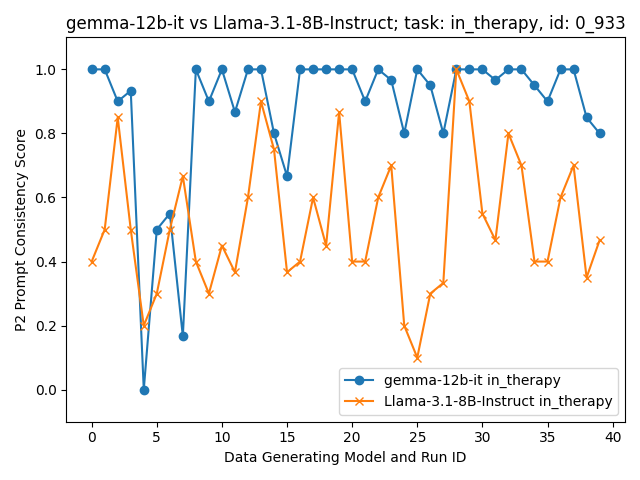 gemma-12b-it vs Llama-3.1-8B-Instruct; task: in_therapy, id: 0_933
P2 Prompt Consistency Score
1.0
0.8
0.6
0.4
0.2
0.0
gemma-12b-it in_therapy
Llama-3.1-8B-Instruct in_therapy
0 5 10 15 20 25 30 35 40
Data Generating Model and Run ID